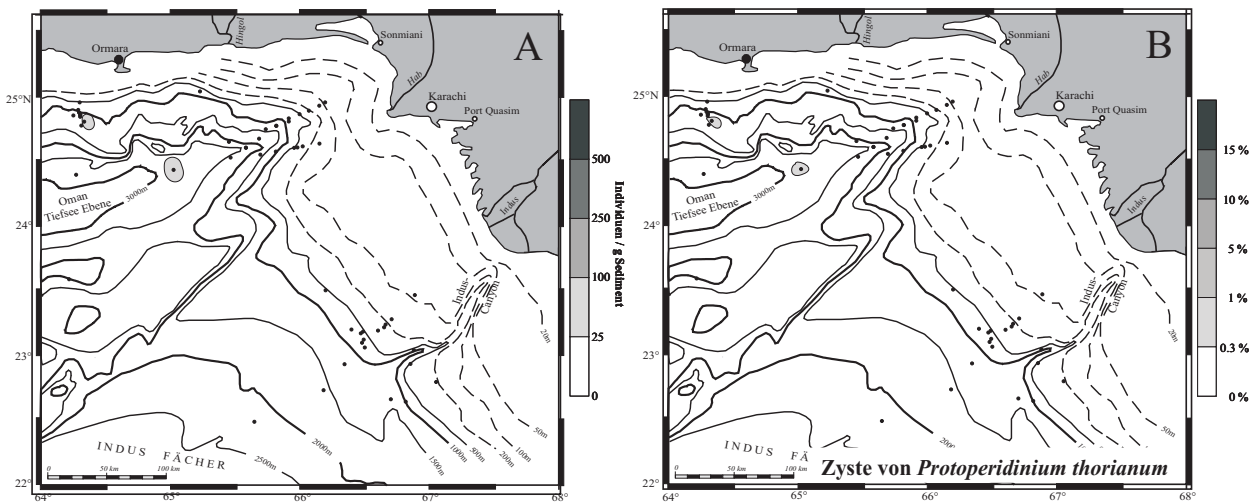 A
Ormara
Hingol
Sonmiani
Hab
Karachi
Port Quasim
Indus
25°N
24°
23°
22°
Oman
Tiefsee Ebene
3000m
Indus-
Canyon
20m
50m
100m
200m
500m
1000m
1500m
2000m
2500m
INDUS FÄCHER
0 50 km 100 km
64° 65° 66° 67° 68°
500
250
100
25
0
Individuen / g Sediment
B
Ormara
Hingol
Sonmiani
Hab
Karachi
Port Quasim
Indus
25°N
24°
23°
22°
Oman
Tiefsee Ebene
3000m
Indus-
Canyon
20m
50m
INDUS FÄ
0 50 km 100 k
Zyste von Protoperidinium thorianum
64° 65° 66° 67° 68°
15 %
10 %
5 %
1 %
0.3 %
0 %